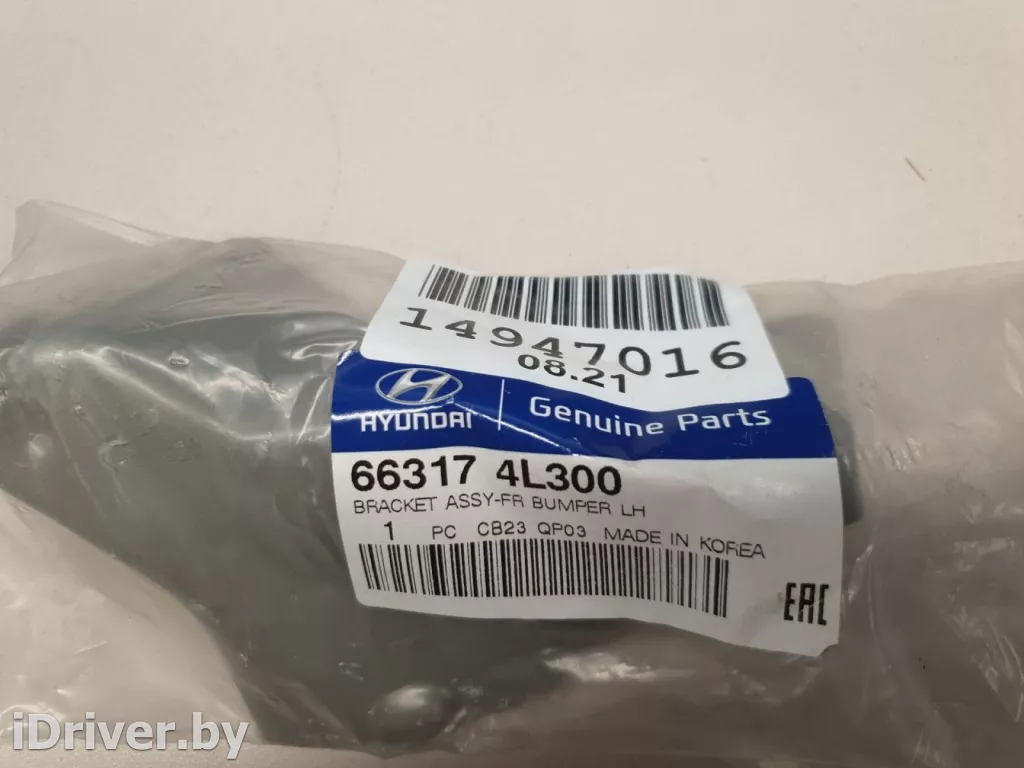 14947016
08.21
HYUNDAI
Genuine Parts
66317 4L300
BRACKET ASSY-FR BUMPER LH
1 PC CB23 QP03 MADE IN KOREA
EAC
iDriver.by